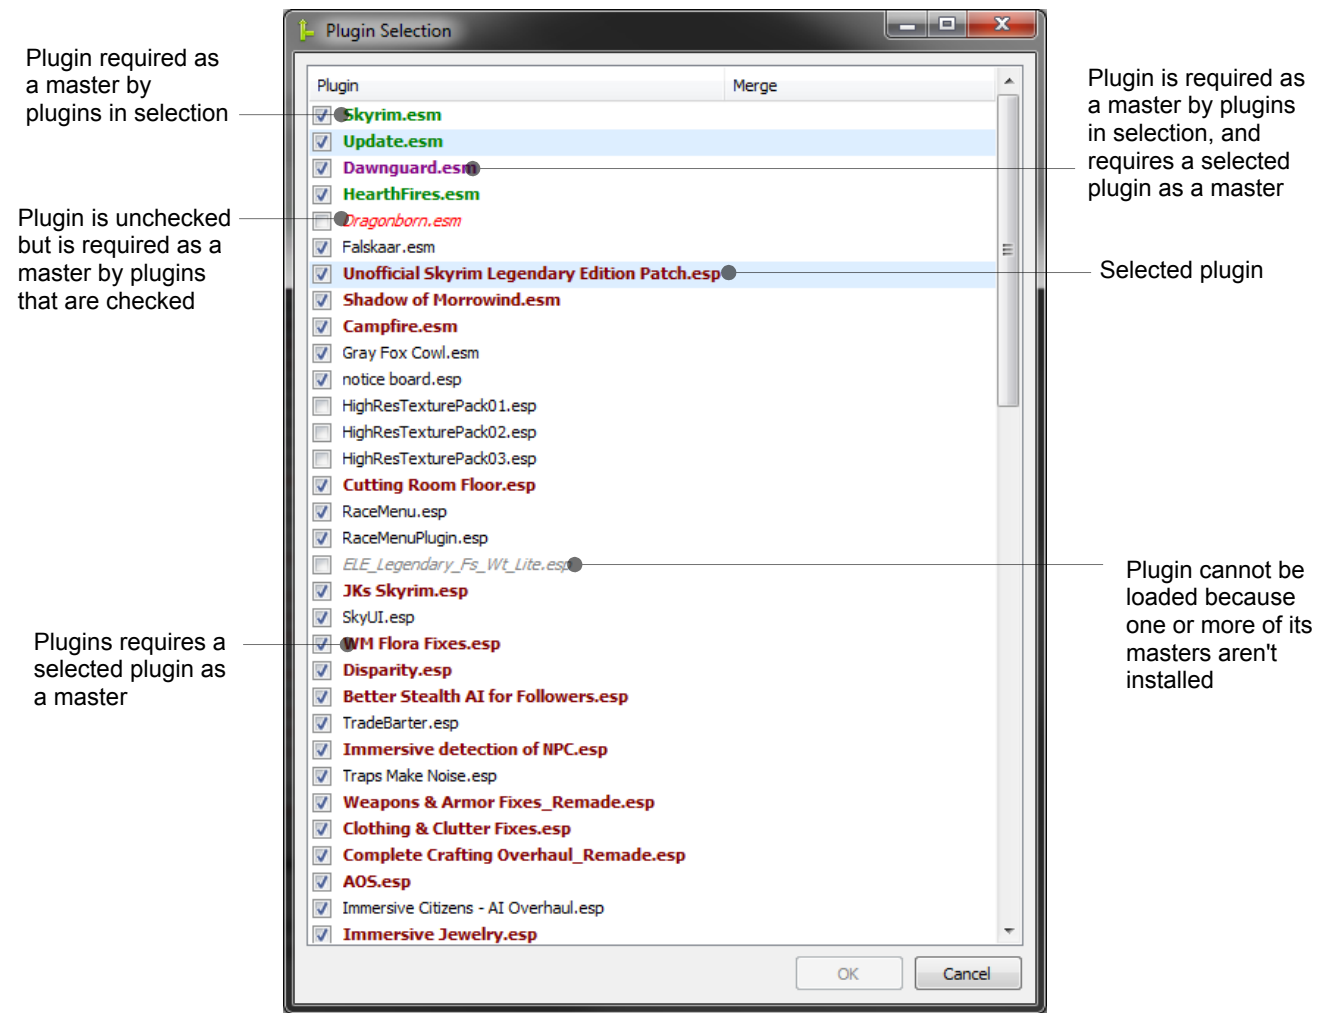 Plugin Selection
Plugin required as
a master by
plugins in selection
Plugin is unchecked
but is required as a
master by plugins
that are checked
Plugins requires a
selected plugin as
a master
Plugin
Merge
Skyrim.esm
Update.esm
Dawnguard.esm
HearthFires.esm
Dragonborn.esm
Falskaar.esm
Unofficial Skyrim Legendary Edition Patch.esp
Shadow of Morrowind.esm
Campfire.esm
Gray Fox Cowl.esm
notice board.esp
HighResTexturePack01.esp
HighResTexturePack02.esp
HighResTexturePack03.esp
Cutting Room Floor.esp
RaceMenu.esp
RaceMenuPlugin.esp
ELE_Legendary_Fs_Wt_Lite.esp
JKs Skyrim.esp
SkyUI.esp
WM Flora Fixes.esp
Disparity.esp
Better Stealth AI for Followers.esp
TradeBarter.esp
Immersive detection of NPC.esp
Traps Make Noise.esp
Weapons & Armor Fixes_Remade.esp
Clothing & Clutter Fixes.esp
Complete Crafting Overhaul_Remade.esp
AOS.esp
Immersive Citizens - AI Overhaul.esp
Immersive Jewelry.esp
OK
Cancel
Plugin is required as
a master by plugins
in selection, and
requires a selected
plugin as a master
Selected plugin
Plugin cannot be
loaded because
one or more of its
masters aren't
installed